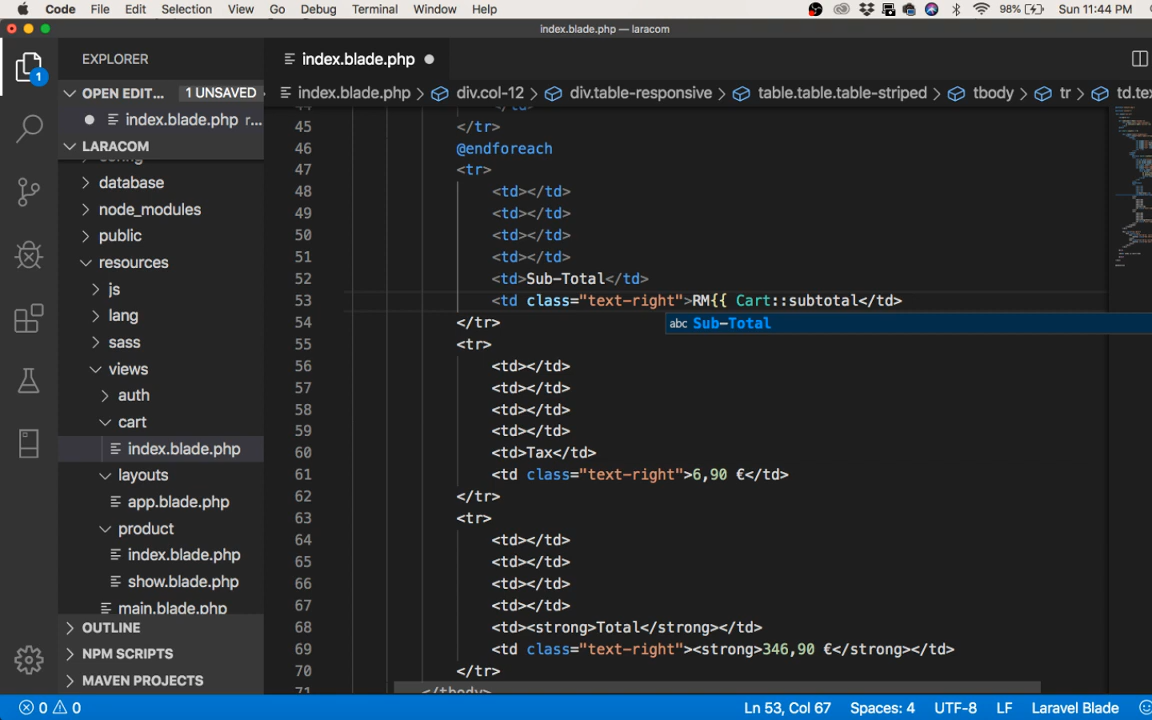 Code File Edit Selection View Go Debug Terminal Window Help 98% Sun 11:44 PM
index.blade.php — laracom
EXPLORER
index.blade.php
OPEN EDIT... 1 UNSAVED
index.blade.php r...
LARACOM
database
node_modules
public
resources
js
lang
sass
views
auth
cart
index.blade.php
layouts
app.blade.php
product
index.blade.php
show.blade.php
main.blade.php
OUTLINE
NPM SCRIPTS
MAVEN PROJECTS
1
index.blade.php > div.col-12 > div.table-responsive > table.table.table-striped > tbody > tr > td.tex
44 </td>
45 </tr>
46 @endforeach
47 <tr>
48 <td></td>
49 <td></td>
50 <td></td>
51 <td></td>
52 <td>Sub-Total</td>
53 <td class="text-right">RM{{ Cart::subtotal</td>
abc Sub-Total
54 </tr>
55 <tr>
56 <td></td>
57 <td></td>
58 <td></td>
59 <td></td>
60 <td>Tax</td>
61 <td class="text-right">6,90 €</td>
62 </tr>
63 <tr>
64 <td></td>
65 <td></td>
66 <td></td>
67 <td></td>
68 <td><strong>Total</strong></td>
69 <td class="text-right"><strong>346,90 €</strong></td>
70 </tr>
71 </tbody>
0 0 Ln 53, Col 67 Spaces: 4 UTF-8 LF Laravel Blade